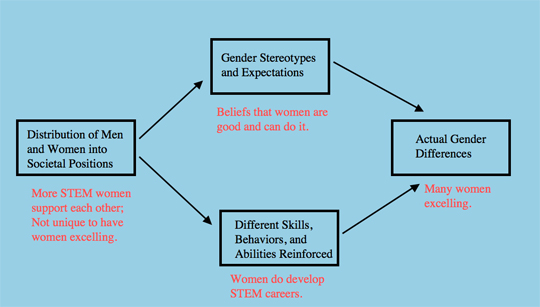 Gender Stereotypes
and Expectations
Beliefs that women are
good and can do it.
Distribution of Men
and Women into
Societal Positions
More STEM women
support each other;
Not unique to have
women excelling.
Actual Gender
Differences
Many women
excelling.
Different Skills,
Behaviors, and
Abilities Reinforced
Women do develop
STEM careers.